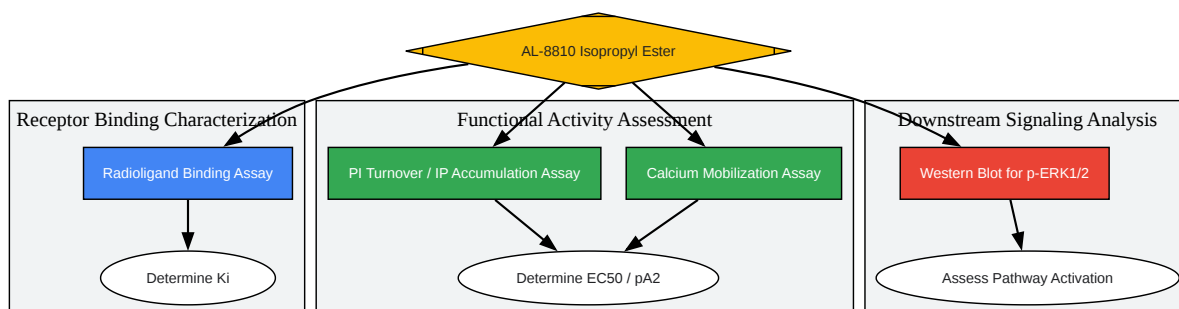 AL-8810 Isopropyl Ester
Receptor Binding Characterization
Functional Activity Assessment
Downstream Signaling Analysis
Radioligand Binding Assay
PI Turnover / IP Accumulation Assay
Calcium Mobilization Assay
Western Blot for p-ERK1/2
Determine Ki
Determine EC50 / pA2
Assess Pathway Activation